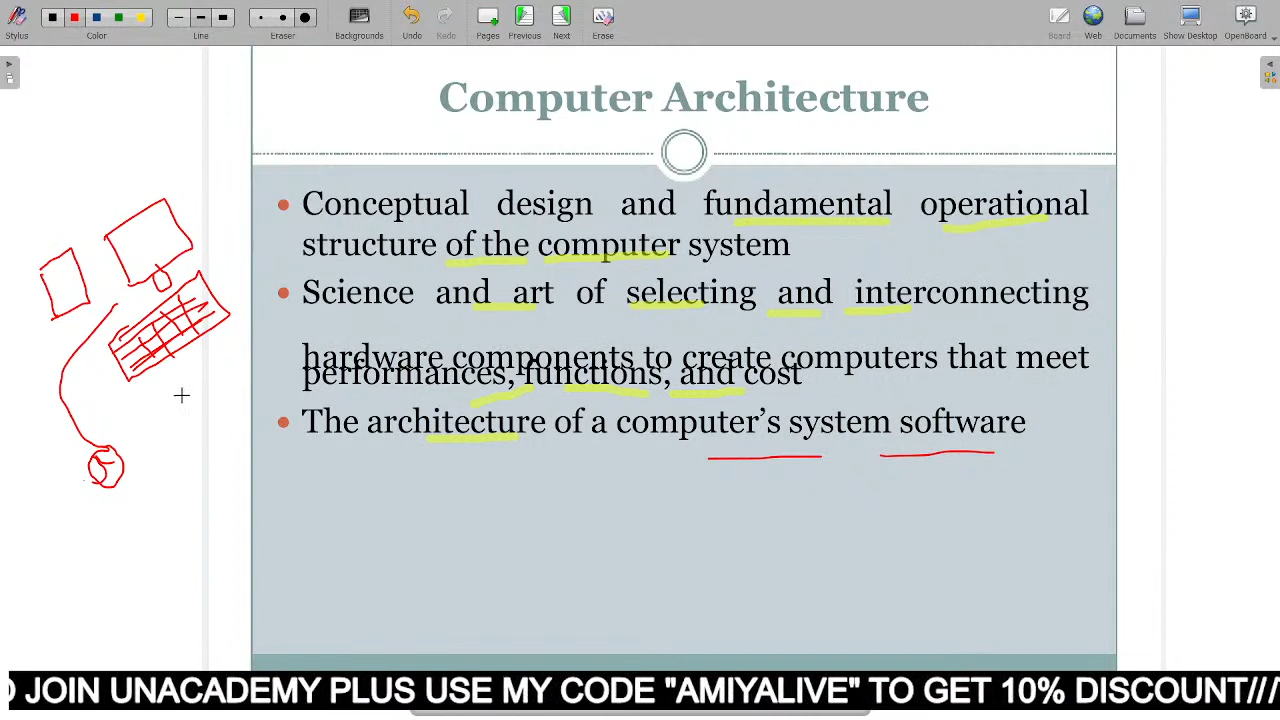 Stylus
Color
Line
Eraser
Backgrounds
Undo
Redo
Pages
Previous
Next
Erase
Board
Web
Documents
Show Desktop
OpenBoard
Computer Architecture
Conceptual design and fundamental operational
structure of the computer system
Science and art of selecting and interconnecting
hardware components to create computers that meet
performances, functions, and cost
The architecture of a computer’s system software
JOIN UNACADEMY PLUS USE MY CODE "AMIYALIVE" TO GET 10% DISCOUNT//